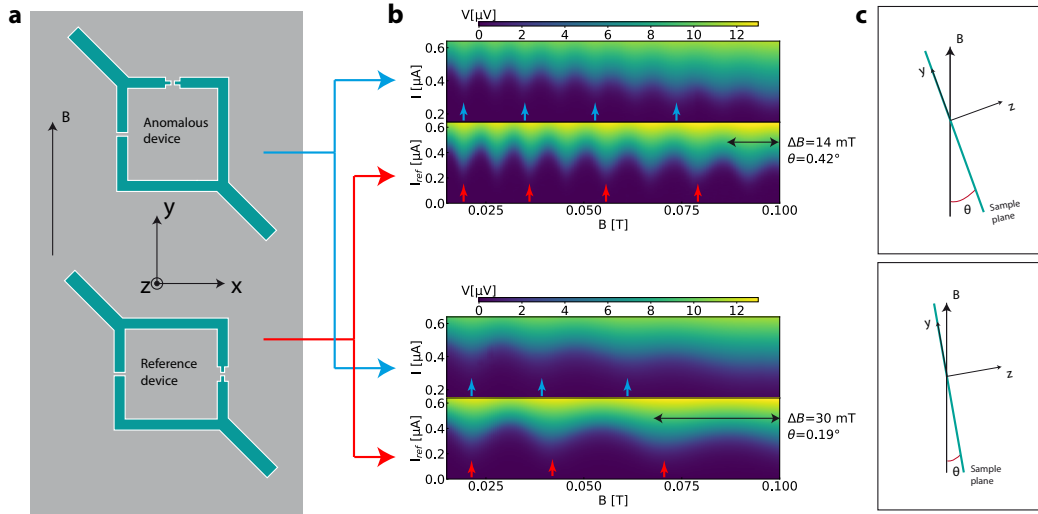 a
B
Anomalous
device
y
z
x
Reference
device
b
V[μV]
0 2 4 6 8 10 12
I [μA]
0.6
0.4
0.2
I_ref [μA]
0.6
0.4
0.2
0.0
ΔB=14 mT
θ=0.42°
0.025 0.050 0.075 0.100
B [T]
V[μV]
0 2 4 6 8 10 12
I [μA]
0.6
0.4
0.2
I_ref [μA]
0.6
0.4
0.2
0.0
ΔB=30 mT
θ=0.19°
0.025 0.050 0.075 0.100
B [T]
c
B
y
z
θ
Sample
plane
B
y
z
θ
Sample
plane